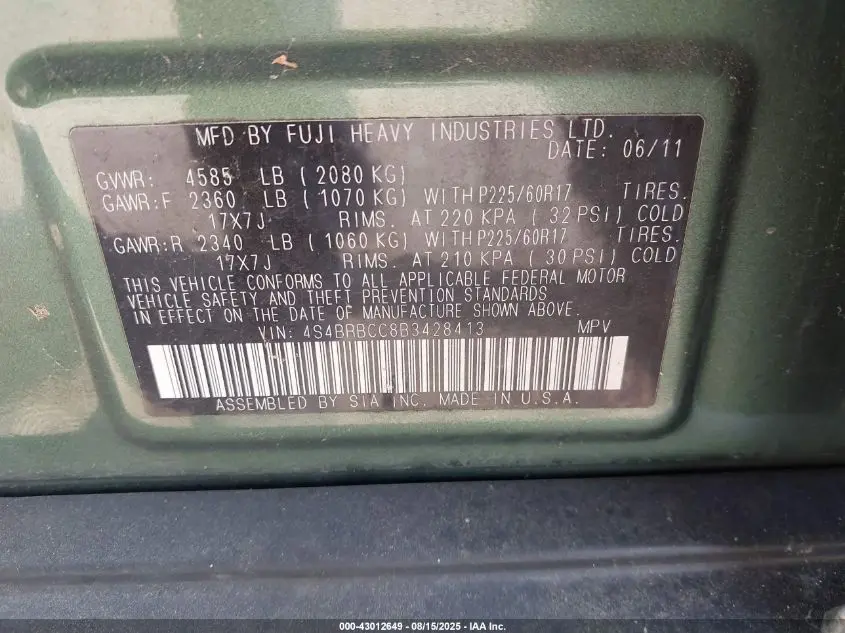 MFD BY FUJI HEAVY INDUSTRIES LTD.
DATE: 06/11
GVWR: 4585 LB ( 2080 KG)
GAWR:F 2360 LB ( 1070 KG) WITH P225/60R17 TIRES.
17X7J RIMS. AT 220 KPA ( 32 PSI) COLD
GAWR:R 2340 LB ( 1060 KG) WITH P225/60R17 TIRES.
17X7J RIMS. AT 210 KPA ( 30 PSI) COLD
THIS VEHICLE CONFORMS TO ALL APPLICABLE FEDERAL MOTOR
VEHICLE SAFETY AND THEFT PREVENTION STANDARDS
IN EFFECT ON THE DATE OF MANUFACTURE SHOWN ABOVE.
VIN: 4S4BRBCC8B3428413 MPV
ASSEMBLED BY SIA INC. MADE IN U.S.A.
000-43012649 - 08/15/2025 - IAA Inc.